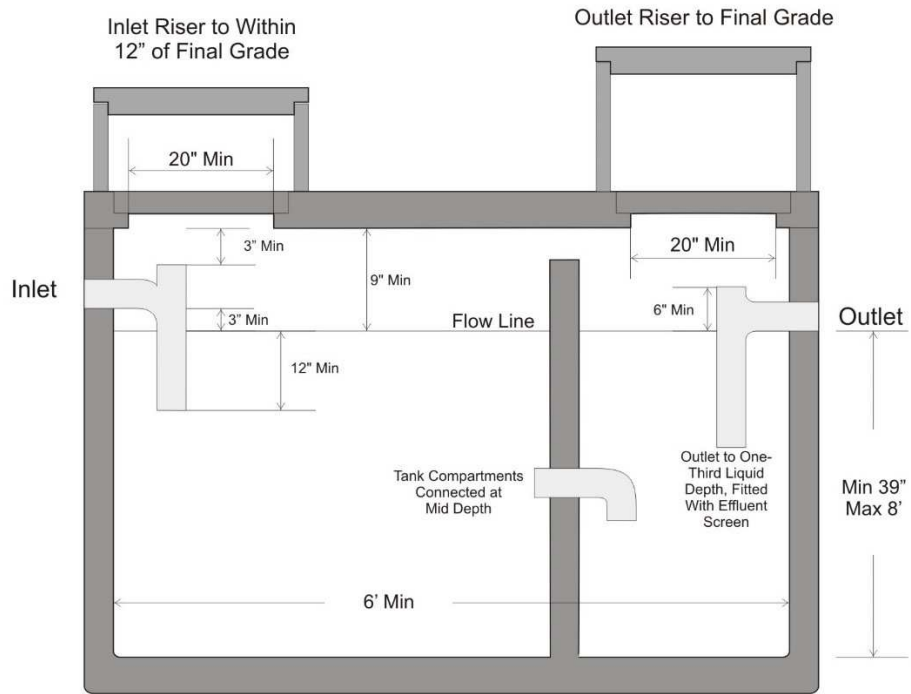 Inlet Riser to Within
12” of Final Grade
Outlet Riser to Final Grade
20" Min
3” Min
9" Min
20" Min
Inlet
3" Min
Flow Line
6" Min
Outlet
12" Min
Tank Compartments
Connected at
Mid Depth
Outlet to One-
Third Liquid
Depth, Fitted
With Effluent
Screen
Min 39”
Max 8’
6’ Min